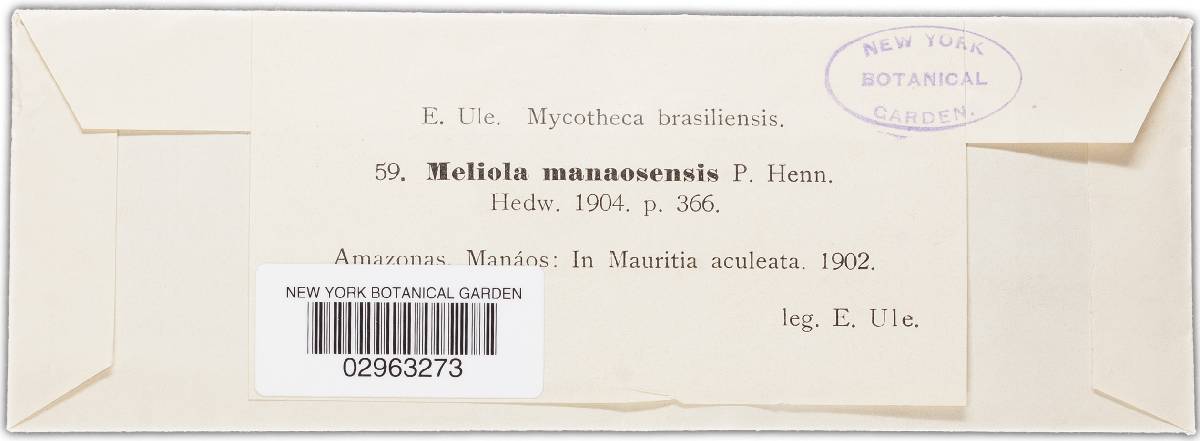 NEW YORK
BOTANICAL
GARDEN.
E. Ule. Mycotheca brasiliensis.
59. Meliola manaosensis P. Henn.
Hedw. 1904. p. 366.
Amazonas. Manáos: In Mauritia aculeata. 1902.
leg. E. Ule.
NEW YORK BOTANICAL GARDEN
02963273